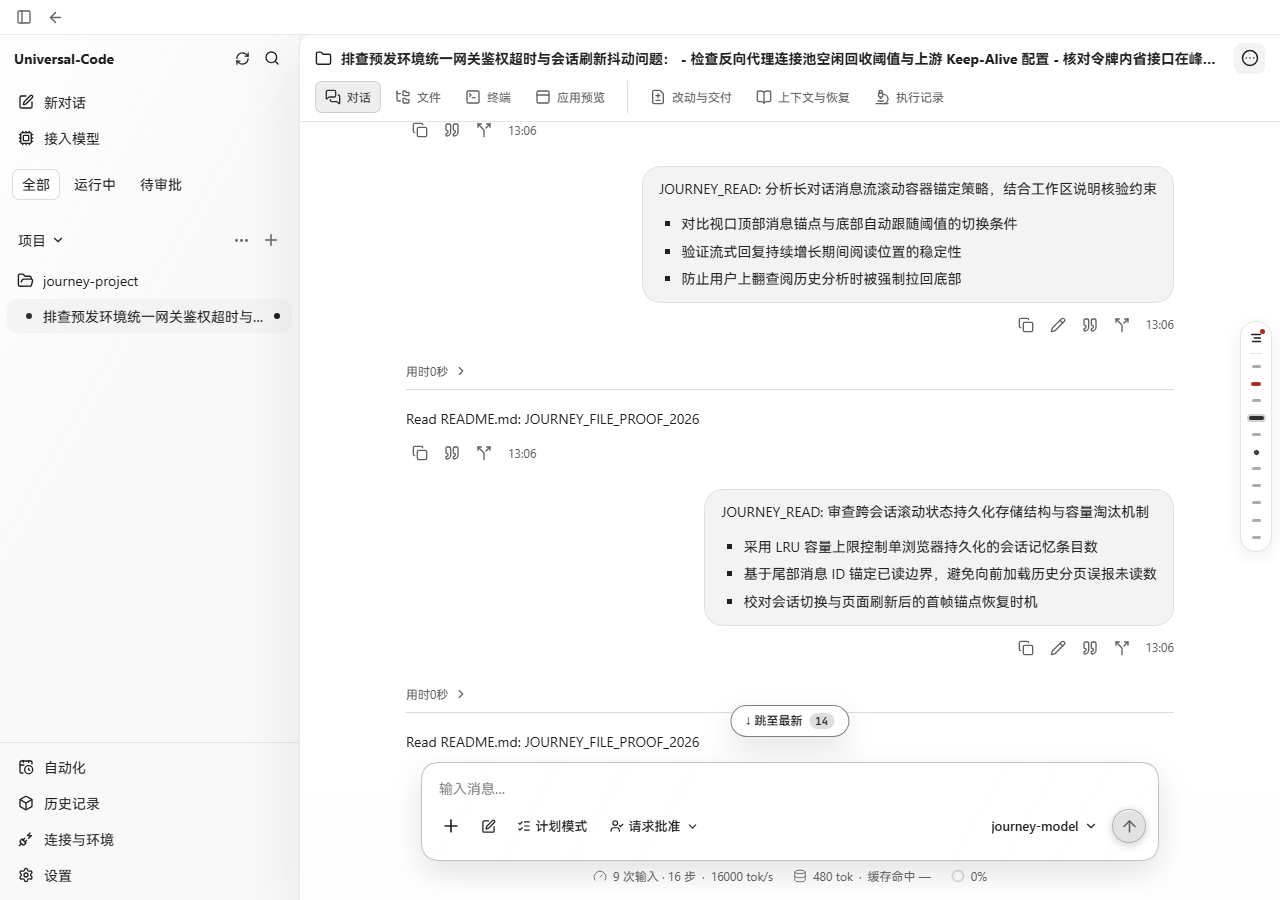 Universal-Code
新对话
接入模型
全部 运行中 待审批
项目
journey-project
排查预发环境统一网关鉴权超时与...
自动化
历史记录
连接与环境
设置
排查预发环境统一网关鉴权超时与会话刷新抖动问题： - 检查反向代理连接池空闲回收阈值与上游 Keep-Alive 配置 - 核对令牌内省接口在峰...
对话 文件 终端 应用预览 改动与交付 上下文与恢复 执行记录
13:06
JOURNEY_READ: 分析长对话消息流滚动容器锚定策略，结合工作区说明核验约束
对比视口顶部消息锚点与底部自动跟随阈值的切换条件
验证流式回复持续增长期间阅读位置的稳定性
防止用户上翻查阅历史分析时被强制拉回底部
13:06
用时0秒
Read README.md: JOURNEY_FILE_PROOF_2026
13:06
JOURNEY_READ: 审查跨会话滚动状态持久化存储结构与容量淘汰机制
采用 LRU 容量上限控制单浏览器持久化的会话记忆条目数
基于尾部消息 ID 锚定已读边界，避免向前加载历史分页误报未读数
校对会话切换与页面刷新后的首帧锚点恢复时机
13:06
用时0秒
↓ 跳至最新 14
Read README.md: JOURNEY_FILE_PROOF_2026
输入消息...
计划模式 请求批准 journey-model
9 次输入 · 16 步 · 16000 tok/s 480 tok · 缓存命中 — 0%